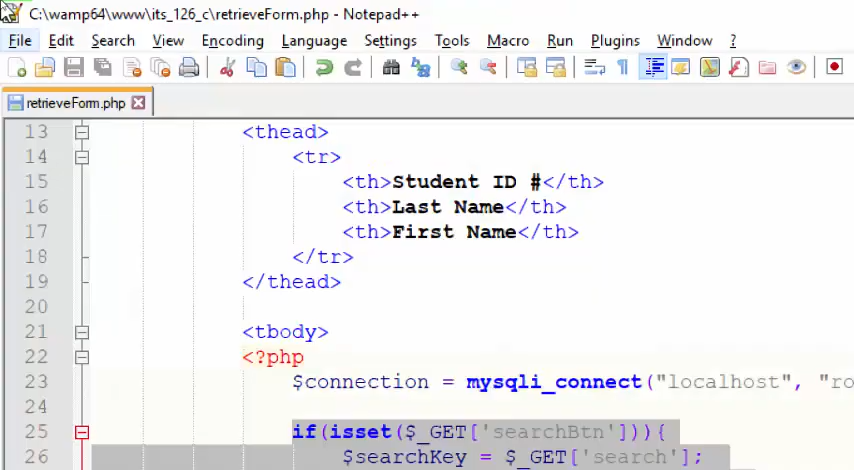 C:\wamp64\www\its_126_c\retrieveForm.php - Notepad++
File Edit Search View Encoding Language Settings Tools Macro Run Plugins Window ?
retrieveForm.php
13 <thead>
14 <tr>
15 <th>Student ID #</th>
16 <th>Last Name</th>
17 <th>First Name</th>
18 </tr>
19 </thead>
20
21 <tbody>
22 <?php
23 $connection = mysqli_connect("localhost", "ro
24
25 if(isset($_GET['searchBtn'])){
26 $searchKey = $_GET['search'];